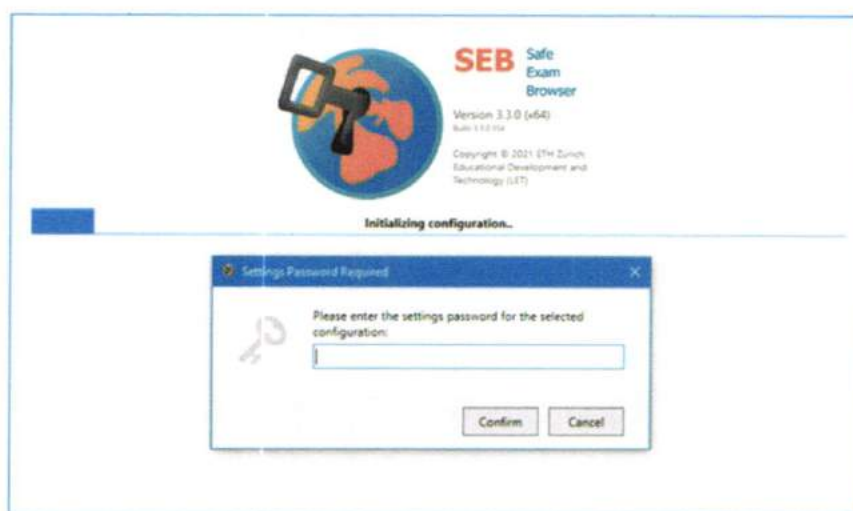 SEB Safe
Exam
Browser
Version 3.3.0 (x64)
Copyright © 2021 ETH Zurich
Educational Development and
Technology (LET)
Initializing configuration..
Settings Password Required
Please enter the settings password for the selected
configuration:
Confirm Cancel